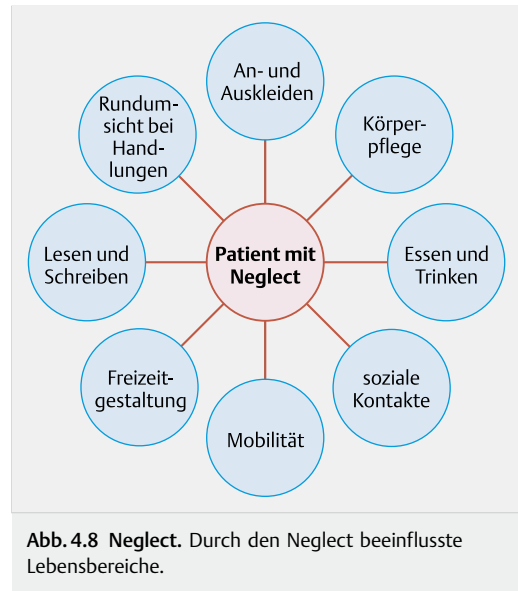 An- und
Auskleiden
Rundum-
sicht bei
Hand-
lungen
Körper-
pflege
Lesen und
Schreiben
Patient mit
Neglect
Essen und
Trinken
Freizeit-
gestaltung
soziale
Kontakte
Mobilität
Abb. 4.8 Neglect. Durch den Neglect beeinflusste
Lebensbereiche.